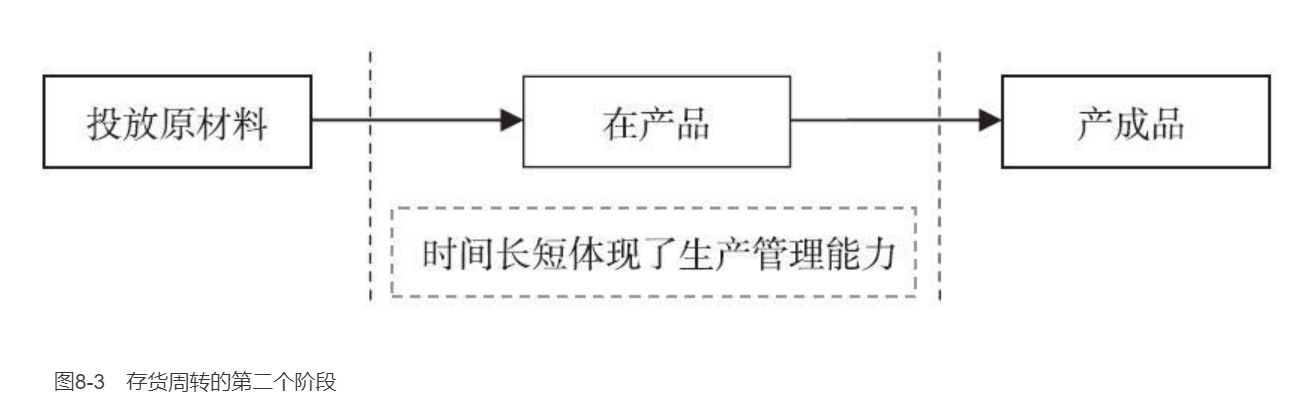 投放原材料
在产品
产成品
时间长短体现了生产管理能力
图8-3 存货周转的第二个阶段